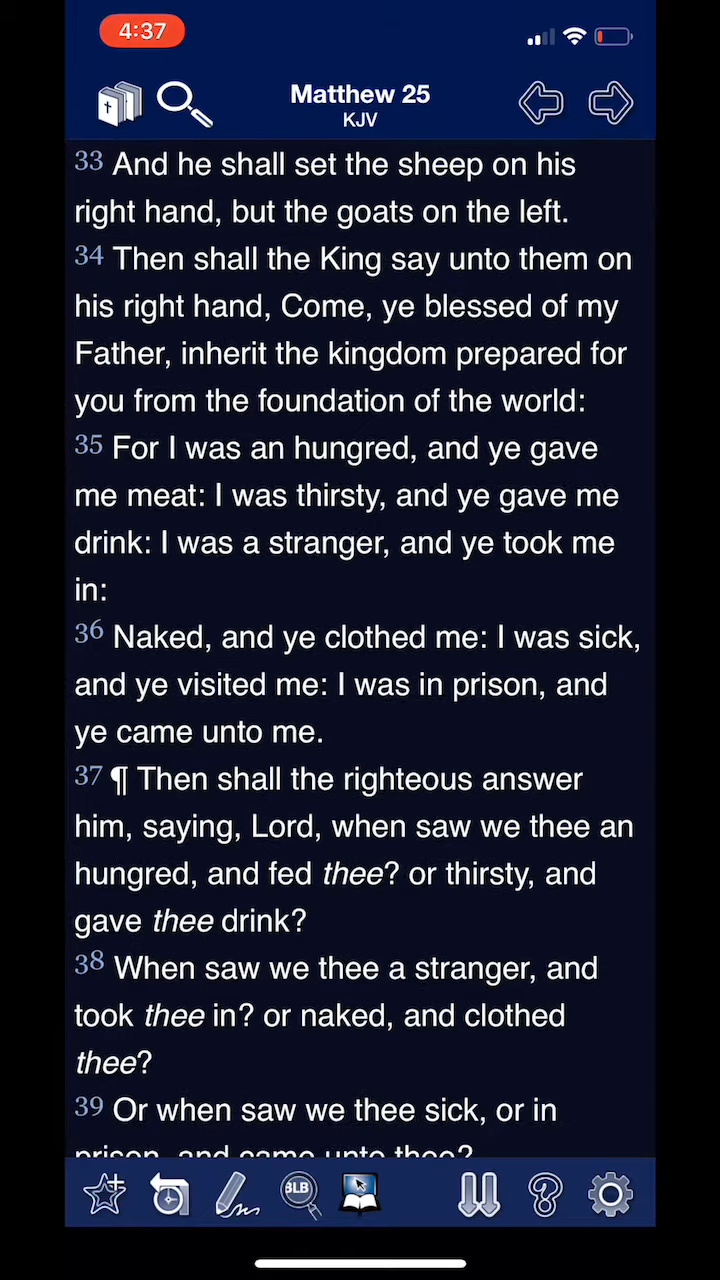 4:37
Matthew 25
KJV
33 And he shall set the sheep on his
right hand, but the goats on the left.
34 Then shall the King say unto them on
his right hand, Come, ye blessed of my
Father, inherit the kingdom prepared for
you from the foundation of the world:
35 For I was an hungred, and ye gave
me meat: I was thirsty, and ye gave me
drink: I was a stranger, and ye took me
in:
36 Naked, and ye clothed me: I was sick,
and ye visited me: I was in prison, and
ye came unto me.
37 ¶ Then shall the righteous answer
him, saying, Lord, when saw we thee an
hungred, and fed thee? or thirsty, and
gave thee drink?
38 When saw we thee a stranger, and
took thee in? or naked, and clothed
thee?
39 Or when saw we thee sick, or in
prison, and came unto thee?
BLB